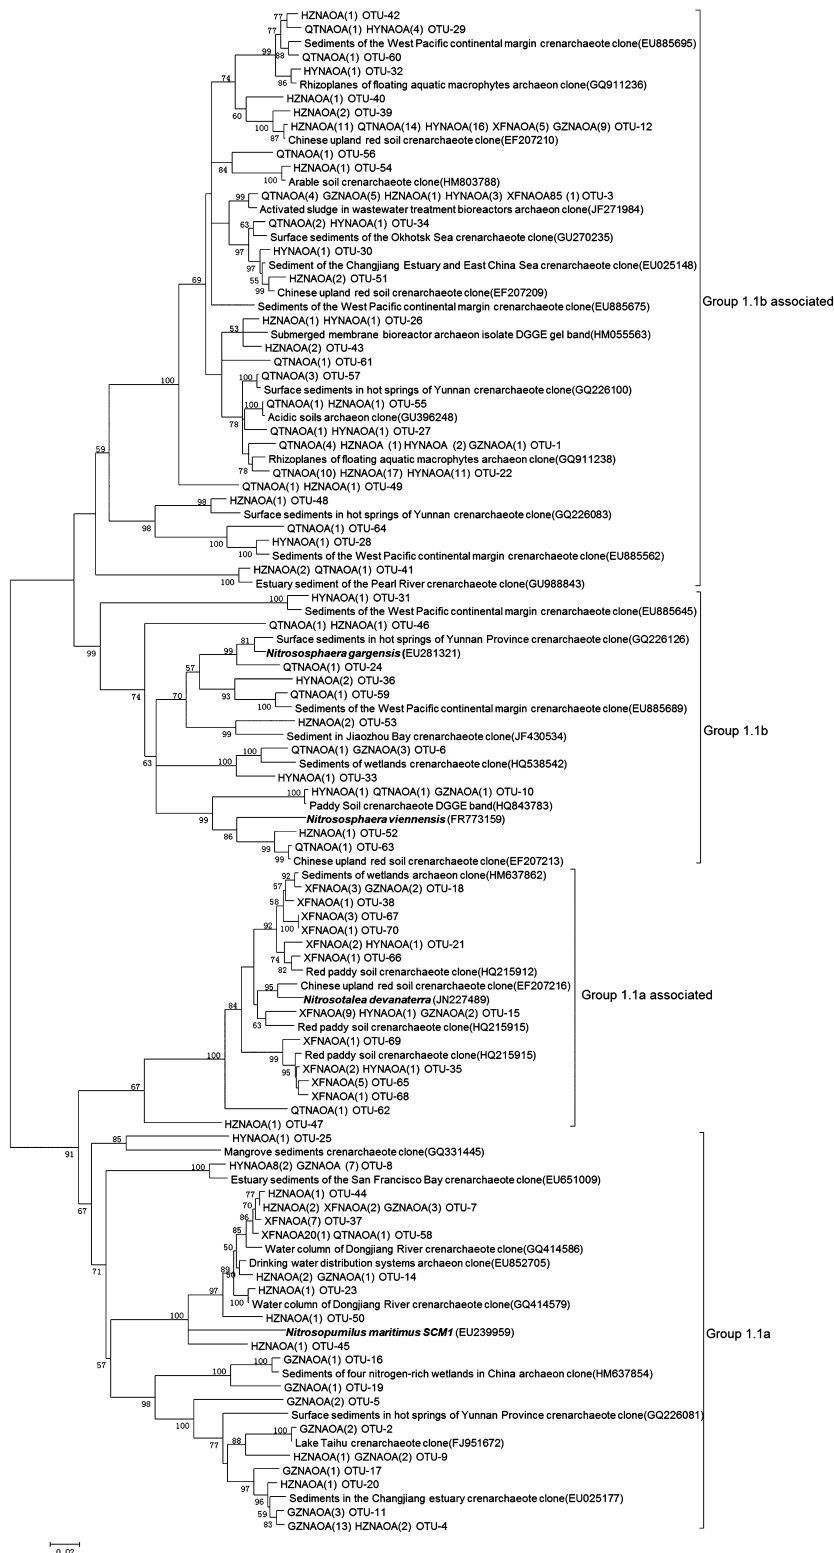 77 HZNAOA(1) OTU-42
77 QTNAOA(1) HYNAOA(4) OTU-29
Sediments of the West Pacific continental margin crenarchaeote clone(EU885695)
99 88 QTNAOA(1) OTU-60
HYNAOA(1) OTU-32
74 86 Rhizoplanes of floating aquatic macrophytes archaeon clone(GQ911236)
HZNAOA(1) OTU-40
60 HZNAOA(2) OTU-39
100 HZNAOA(11) QTNAOA(14) HYNAOA(16) XFNAOA(5) GZNAOA(9) OTU-12
87 Chinese upland red soil crenarchaeote clone(EF207210)
QTNAOA(1) OTU-56
84 HZNAOA(1) OTU-54
100 Arable soil crenarchaeote clone(HM803788)
99 QTNAOA(4) GZNAOA(5) HZNAOA(1) HYNAOA(3) XFNAOA85 (1) OTU-3
Activated sludge in wastewater treatment bioreactors archaeon clone(JF271984)
63 QTNAOA(2) HYNAOA(1) OTU-34
Surface sediments of the Okhotsk Sea crenarchaeote clone(GU270235)
97 HYNAOA(1) OTU-30
97 Sediment of the Changjiang Estuary and East China Sea crenarchaeote clone(EU025148)
69 55 HZNAOA(2) OTU-51
99 Chinese upland red soil crenarchaeote clone(EF207209)
Group 1.1b associated
Sediments of the West Pacific continental margin crenarchaeote clone(EU885675)
HZNAOA(1) HYNAOA(1) OTU-26
53 Submerged membrane bioreactor archaeon isolate DGGE gel band(HM055563)
HZNAOA(2) OTU-43
QTNAOA(1) OTU-61
100 100 QTNAOA(3) OTU-57
Surface sediments in hot springs of Yunnan crenarchaeote clone(GQ226100)
100 QTNAOA(1) HZNAOA(1) OTU-55
Acidic soils archaeon clone(GU396248)
78 QTNAOA(1) HYNAOA(1) OTU-27
59 QTNAOA(4) HZNAOA (1) HYNAOA (2) GZNAOA(1) OTU-1
Rhizoplanes of floating aquatic macrophytes archaeon clone(GQ911238)
78 QTNAOA(10) HZNAOA(17) HYNAOA(11) OTU-22
QTNAOA(1) HZNAOA(1) OTU-49
98 HZNAOA(1) OTU-48
Surface sediments in hot springs of Yunnan crenarchaeote clone(GQ226083)
98 QTNAOA(1) OTU-64
100 HYNAOA(1) OTU-28
100 Sediments of the West Pacific continental margin crenarchaeote clone(EU885562)
HZNAOA(2) QTNAOA(1) OTU-41
100 Estuary sediment of the Pearl River crenarchaeote clone(GU988843)
100 HYNAOA(1) OTU-31
Sediments of the West Pacific continental margin crenarchaeote clone(EU885645)
QTNAOA(1) HZNAOA(1) OTU-46
81 Surface sediments in hot springs of Yunnan Province crenarchaeote clone(GQ226126)
99 99 Nitrososphaera gargensis (EU281321)
57 QTNAOA(1) OTU-24
HYNAOA(2) OTU-36
74 70 93 QTNAOA(1) OTU-59
100 Sediments of the West Pacific continental margin crenarchaeote clone(EU885689)
HZNAOA(2) OTU-53
Group 1.1b
99 Sediment in Jiaozhou Bay crenarchaeote clone(JF430534)
100 QTNAOA(1) GZNAOA(3) OTU-6
63 100 Sediments of wetlands crenarchaeote clone(HQ538542)
HYNAOA(1) OTU-33
100 HYNAOA(1) QTNAOA(1) GZNAOA(1) OTU-10
Paddy Soil crenarchaeote DGGE band(HQ843783)
99 Nitrososphaera viennensis (FR773159)
86 HZNAOA(1) OTU-52
99 QTNAOA(1) OTU-63
99 Chinese upland red soil crenarchaeote clone(EF207213)
92 Sediments of wetlands archaeon clone(HM637862)
57 XFNAOA(3) GZNAOA(2) OTU-18
58 XFNAOA(1) OTU-38
XFNAOA(3) OTU-67
92 100 XFNAOA(1) OTU-70
XFNAOA(2) HYNAOA(1) OTU-21
74 XFNAOA(1) OTU-66
82 Red paddy soil crenarchaeote clone(HQ215912)
95 Chinese upland red soil crenarchaeote clone(EF207216)
Group 1.1a associated
Nitrosotalea devanaterra (JN227489)
84 XFNAOA(9) HYNAOA(1) GZNAOA(2) OTU-15
63 Red paddy soil crenarchaeote clone(HQ215915)
XFNAOA(1) OTU-69
100 99 Red paddy soil crenarchaeote clone(HQ215915)
95 XFNAOA(2) HYNAOA(1) OTU-35
XFNAOA(5) OTU-65
67 XFNAOA(1) OTU-68
QTNAOA(1) OTU-62
HZNAOA(1) OTU-47
85 HYNAOA(1) OTU-25
91 Mangrove sediments crenarchaeote clone(GQ331445)
100 HYNAOA8(2) GZNAOA (7) OTU-8
Estuary sediments of the San Francisco Bay crenarchaeote clone(EU651009)
77 HZNAOA(1) OTU-44
67 70 HZNAOA(2) XFNAOA(2) GZNAOA(3) OTU-7
86 XFNAOA(7) OTU-37
85 XFNAOA20(1) QTNAOA(1) OTU-58
50 Water column of Dongjiang River crenarchaeote clone(GQ414586)
71 89 Drinking water distribution systems archaeon clone(EU852705)
50 HZNAOA(2) GZNAOA(1) OTU-14
97 HZNAOA(1) OTU-23
100 Water column of Dongjiang River crenarchaeote clone(GQ414579)
100 HZNAOA(1) OTU-50
Nitrosopumilus maritimus SCM1 (EU239959)
Group 1.1a
HZNAOA(1) OTU-45
57 100 GZNAOA(1) OTU-16
100 Sediments of four nitrogen-rich wetlands in China archaeon clone(HM637854)
GZNAOA(1) OTU-19
98 GZNAOA(2) OTU-5
Surface sediments in hot springs of Yunnan Province crenarchaeote clone(GQ226081)
100 100 GZNAOA(2) OTU-2
77 88 Lake Taihu crenarchaeote clone(FJ951672)
HZNAOA(1) GZNAOA(2) OTU-9
GZNAOA(1) OTU-17
97 HZNAOA(1) OTU-20
96 Sediments in the Changjiang estuary crenarchaeote clone(EU025177)
59 GZNAOA(3) OTU-11
83 GZNAOA(13) HZNAOA(2) OTU-4
0.02